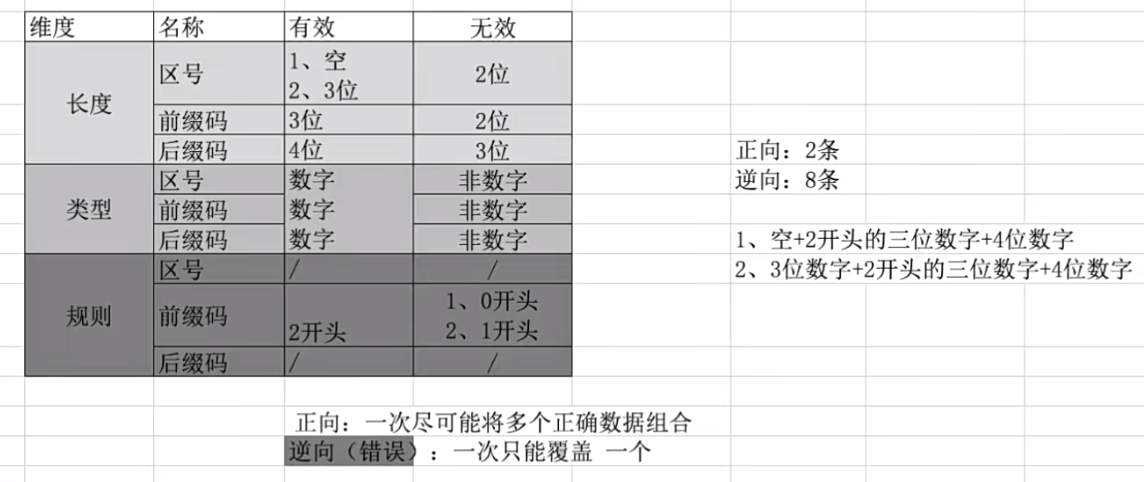 维度 名称 有效 无效
长度
区号
1、空
2、3位
2位
前缀码 3位 2位
后缀码 4位 3位
类型
区号 数字 非数字
前缀码 数字 非数字
后缀码 数字 非数字
规则
区号 / /
前缀码
2开头
1、0开头
2、1开头
后缀码 / /
正向：2条
逆向：8条
1、空+2开头的三位数字+4位数字
2、3位数字+2开头的三位数字+4位数字
正向：一次尽可能将多个正确数据组合
逆向（错误）：一次只能覆盖 一个